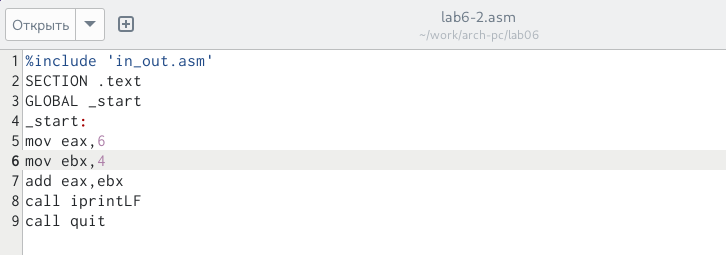 Открыть
lab6-2.asm
~/work/arch-pc/lab06
1 %include 'in_out.asm'
2 SECTION .text
3 GLOBAL _start
4 _start:
5 mov eax,6
6 mov ebx,4
7 add eax,ebx
8 call iprintLF
9 call quit